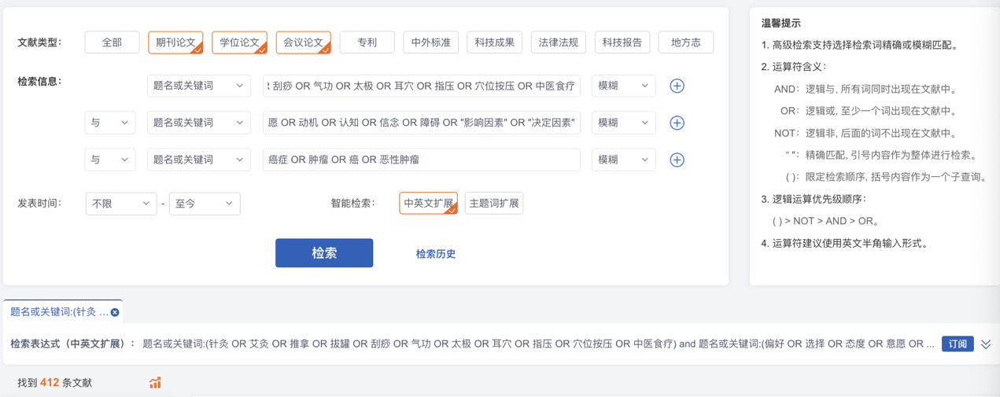 文献类型： 全部 期刊论文 学位论文 会议论文 专利 中外标准 科技成果 法律法规 科技报告 地方志
检索信息： 题名或关键词 刮痧 OR 气功 OR 太极 OR 耳穴 OR 指压 OR 穴位按压 OR 中医食疗 模糊
与 题名或关键词 愿 OR 动机 OR 认知 OR 信念 OR 障碍 OR "影响因素" OR "决定因素" 模糊
与 题名或关键词 癌症 OR 肿瘤 OR 癌 OR 恶性肿瘤 模糊
发表时间： 不限 - 至今 智能检索： 中英文扩展 主题词扩展
检索 检索历史
温馨提示
1. 高级检索支持选择检索词精确或模糊匹配。
2. 运算符含义：
AND：逻辑与, 所有词同时出现在文献中。
OR：逻辑或, 至少一个词出现在文献中。
NOT：逻辑非, 后面的词不出现在文献中。
“ ”：精确匹配, 引号内容作为整体进行检索。
( )：限定检索顺序, 括号内容作为一个子查询。
3. 逻辑运算优先级顺序：
( ) > NOT > AND > OR。
4. 运算符建议使用英文半角输入形式。
题名或关键词:(针灸 ...
检索表达式（中英文扩展）： 题名或关键词:(针灸 OR 艾灸 OR 推拿 OR 拔罐 OR 刮痧 OR 气功 OR 太极 OR 耳穴 OR 指压 OR 穴位按压 OR 中医食疗) and 题名或关键词:(偏好 OR 选择 OR 态度 OR 意愿 OR ... 订阅
找到 412 条文献